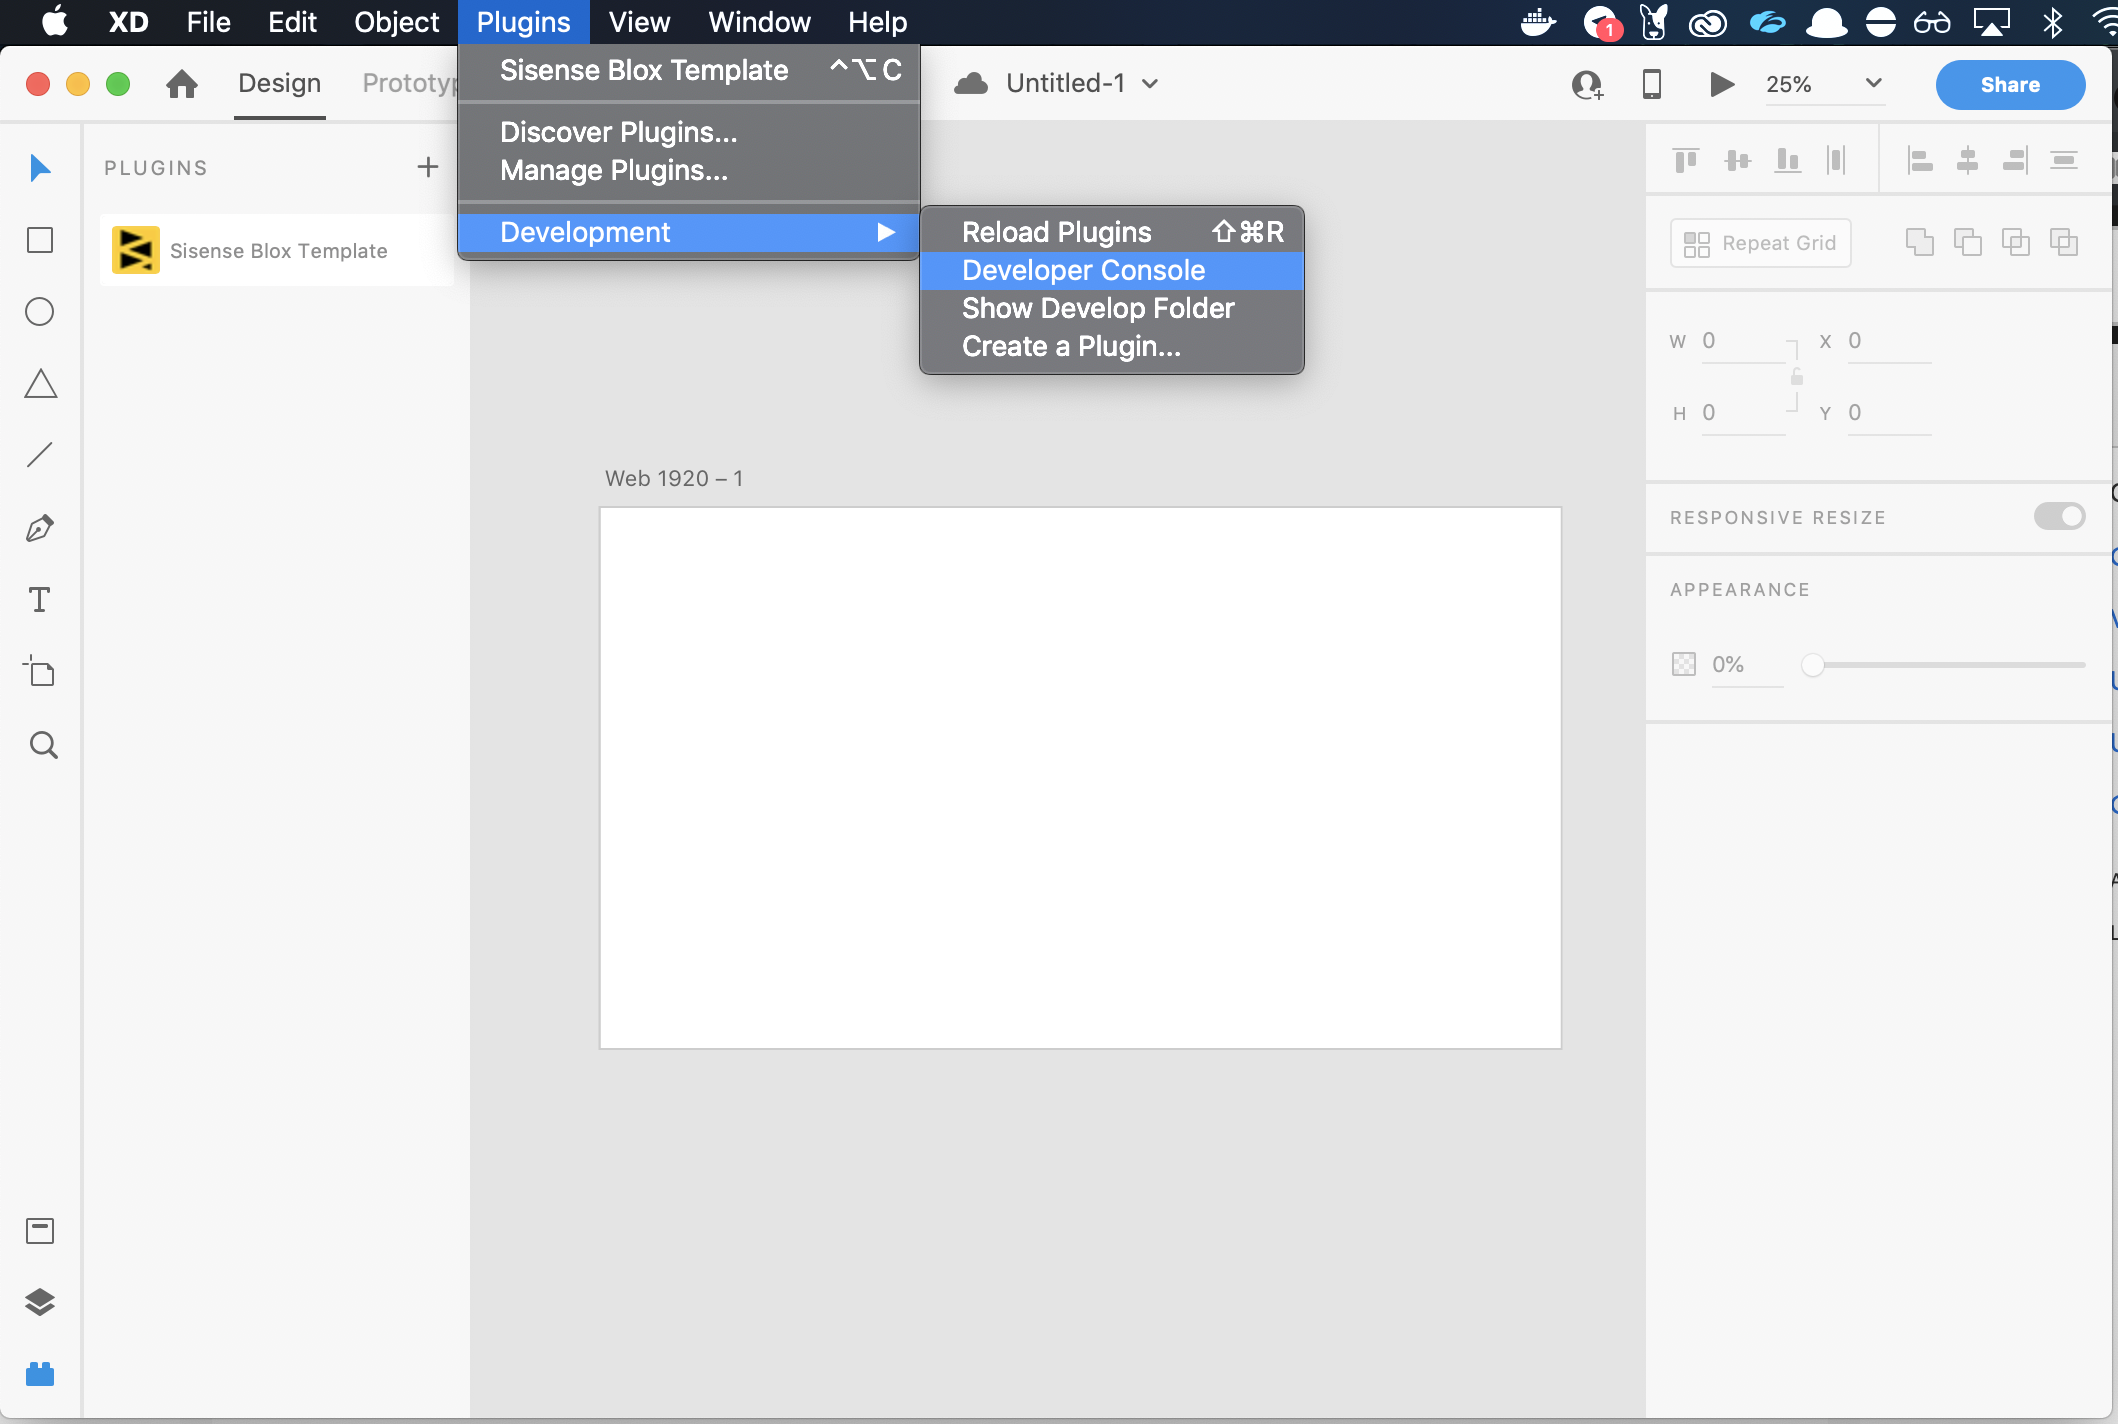 XD File Edit Object Plugins View Window Help
1
Design
Untitled-1
25%
Share
Sisense Blox Template ^⌥C
Discover Plugins...
Manage Plugins...
Development
Reload Plugins ⇧⌘R
Developer Console
Show Develop Folder
Create a Plugin...
PLUGINS
Sisense Blox Template
Repeat Grid
W 0 X 0
H 0 Y 0
Web 1920 – 1
RESPONSIVE RESIZE
APPEARANCE
0%